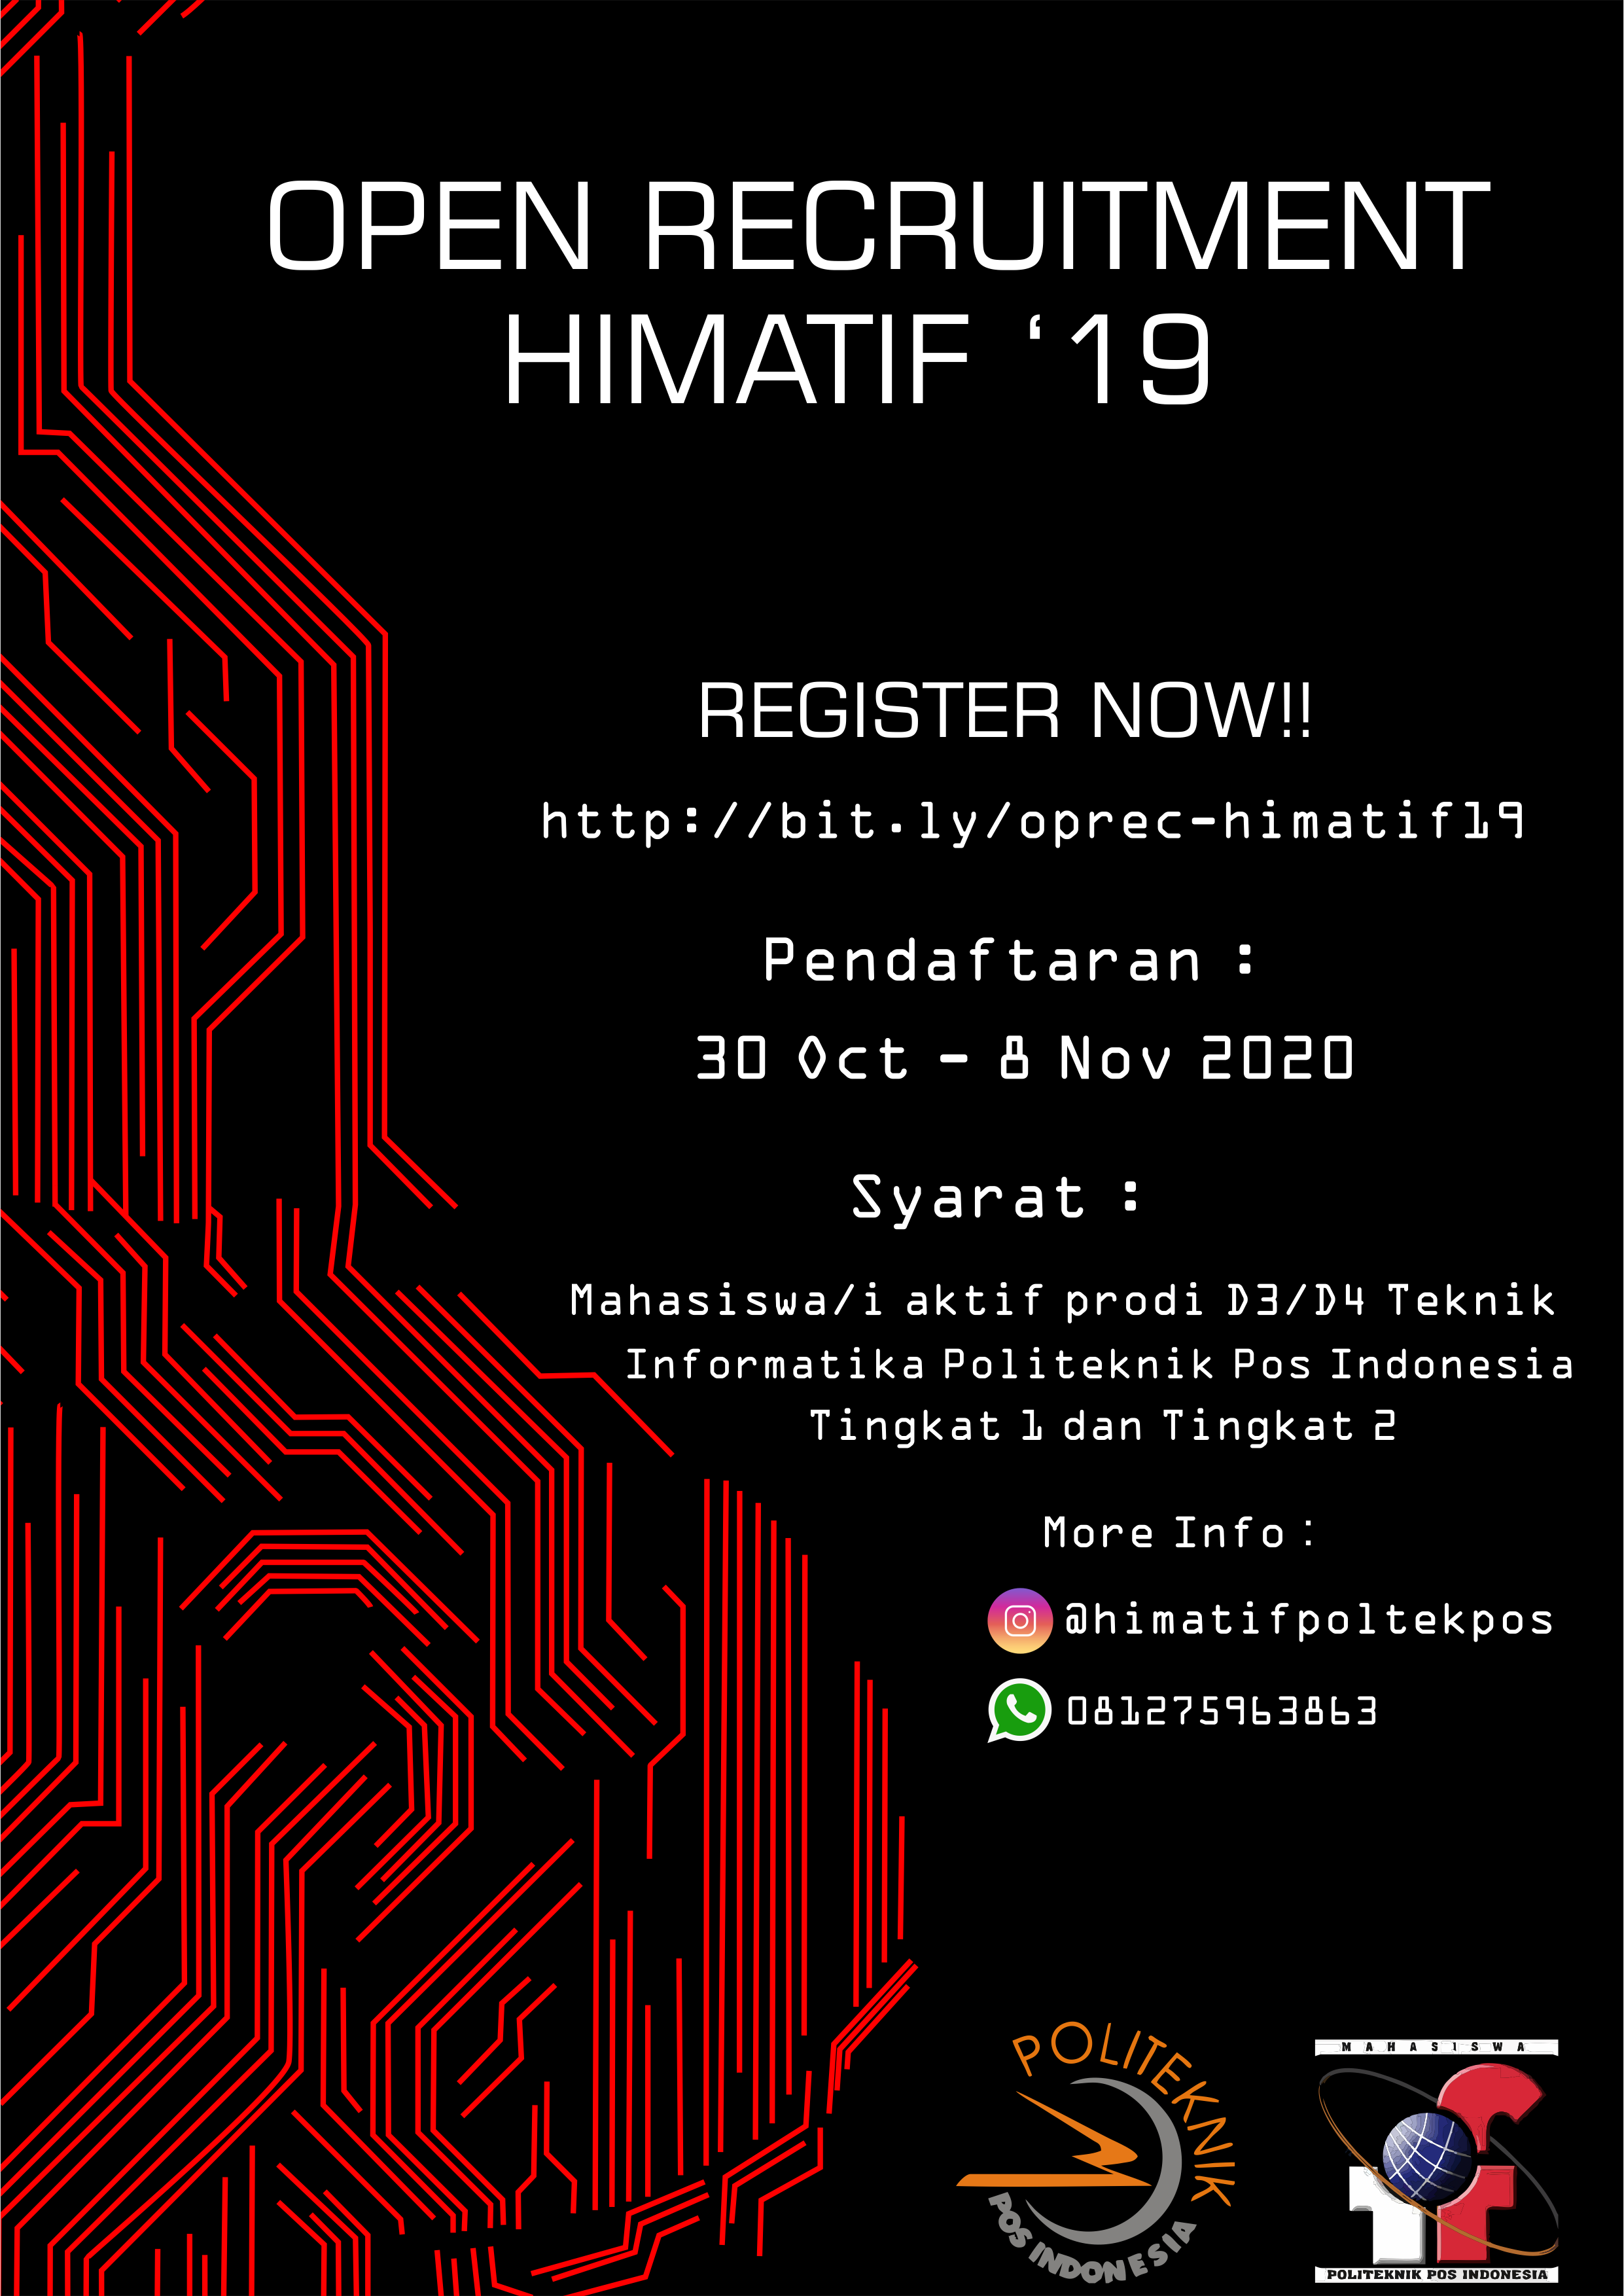 OPEN RECRUITMENT
HIMATIF ‘19
REGISTER NOW!!
http://bit.ly/oprec-himatif19
Pendaftaran :
30 Oct - 8 Nov 2020
Syarat :
Mahasiswa/i aktif prodi D3/D4 Teknik
Informatika Politeknik Pos Indonesia
Tingkat 1 dan Tingkat 2
More Info :
@himatifpoltekpos
081275963863
POLITEKNIK
POS INDONESIA
MAHASISWA
if
POLITEKNIK POS INDONESIA